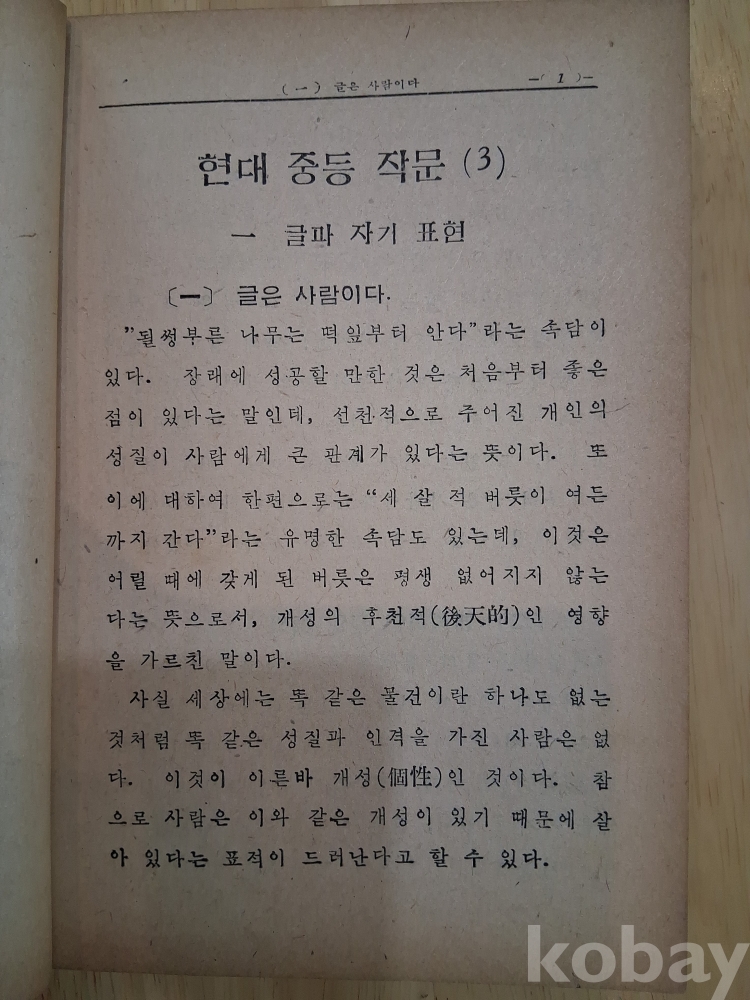 (一) 글은 사람이다 —( 1 )—
현대 중등 작문 (3)
一 글과 자기 표현
〔一〕 글은 사람이다.
”될썽부른 나무는 떡잎부터 안다”라는 속담이
있다. 장래에 성공할 만한 것은 처음부터 좋은
점이 있다는 말인데, 선천적으로 주어진 개인의
성질이 사람에게 큰 관계가 있다는 뜻이다. 또
이에 대하여 한편으로는 “세 살 적 버릇이 여든
까지 간다”라는 유명한 속담도 있는데, 이것은
어릴 때에 갖게 된 버릇은 평생 없어지지 않는
다는 뜻으로서, 개성의 후천적(後天的)인 영향
을 가르친 말이다.
사실 세상에는 똑 같은 물건이란 하나도 없는
것처럼 똑 같은 성질과 인격을 가진 사람은 없
다. 이것이 이른바 개성(個性)인 것이다. 참
으로 사람은 이와 같은 개성이 있기 때문에 살
아 있다는 표적이 드러난다고 할 수 있다.
kobay